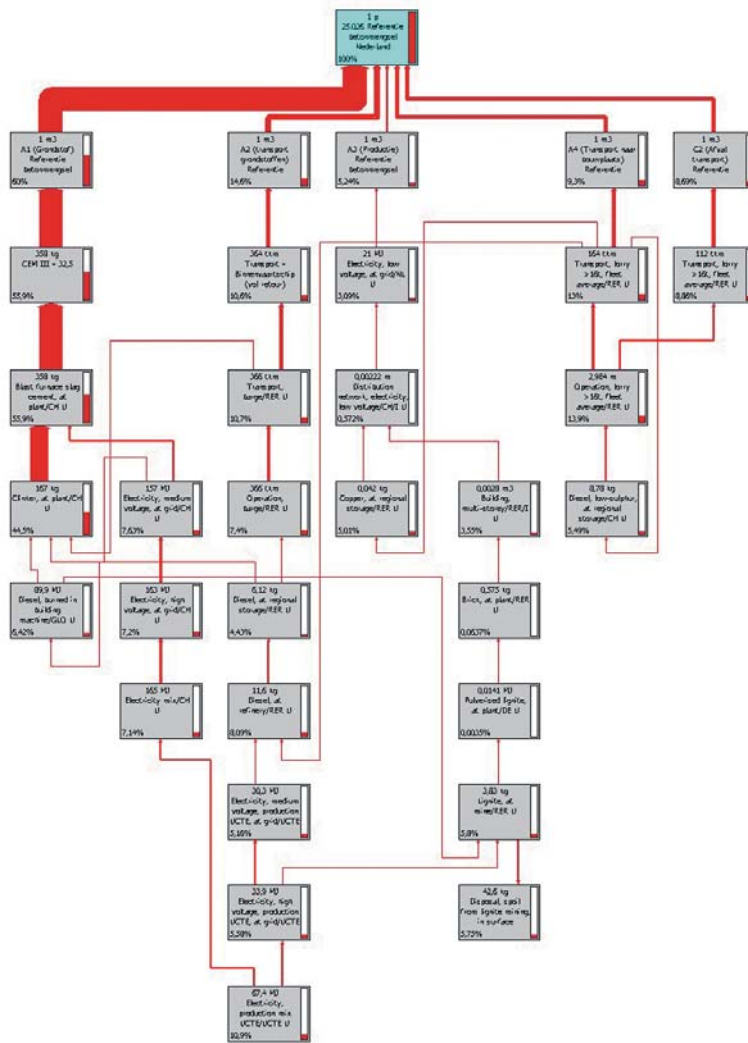 1 p
25.026 Referentie
betonmengsel
Nederland
100%
1 m3
A1 (Grondstof)
Referentie
betonmengsel
60%
1 m3
A2 (transport
grondstoffen)
Referentie
14,6%
1 m3
A3 (Productie)
Referentie
betonmengsel
5,24%
1 m3
A4 (Transport naar
bouwplaats)
Referentie
9,3%
1 m3
C2 (Afval
transport)
Referentie
8,69%
358 kg
CEM III - 32,5
55,9%
364 tkm
Transport -
Binnenvaartschip
(vol retour)
10,6%
21 MJ
Electricity, low
voltage, at grid/NL
U
3,09%
164 tkm
Transport, lorry
>16t, fleet
average/RER U
13%
112 tkm
Transport, lorry
>16t, fleet
average/RER U
8,86%
358 kg
Blast furnace slag
cement, at
plant/CH U
55,9%
366 tkm
Transport,
barge/RER U
10,7%
0,00222 m
Distribution
network, electricity,
low voltage/CH/I U
0,572%
2,984 m
Operation, lorry
>16t, fleet
average/RER U
13,9%
167 kg
Clinker, at plant/CH
U
44,5%
157 MJ
Electricity, medium
voltage, at grid/CH
U
7,63%
366 tkm
Operation,
barge/RER U
7,4%
0,042 kg
Copper, at regional
storage/RER U
5,01%
0,0028 m3
Building,
multi-storey/RER/I
U
3,55%
8,78 kg
Diesel, low-sulphur,
at regional
storage/CH U
5,49%
89,9 MJ
Diesel, burned in
building
machine/GLO U
6,42%
163 MJ
Electricity, high
voltage, at grid/CH
U
7,2%
6,12 kg
Diesel, at regional
storage/RER U
4,43%
0,575 kg
Brick, at plant/RER
U
0,0637%
165 MJ
Electricity mix/CH
U
7,14%
11,6 kg
Diesel, at
refinery/RER U
8,09%
0,0141 MJ
Pulverised lignite,
at plant/DE U
0,0035%
30,3 MJ
Electricity, medium
voltage, production
UCTE, at grid/UCTE
5,16%
3,83 kg
Lignite, at
mine/RER U
5,8%
33,9 MJ
Electricity, high
voltage, production
UCTE, at grid/UCTE
5,58%
42,6 kg
Disposal, spoil
from lignite mining,
in surface
5,75%
67,4 MJ
Electricity,
production mix
UCTE/UCTE U
10,9%